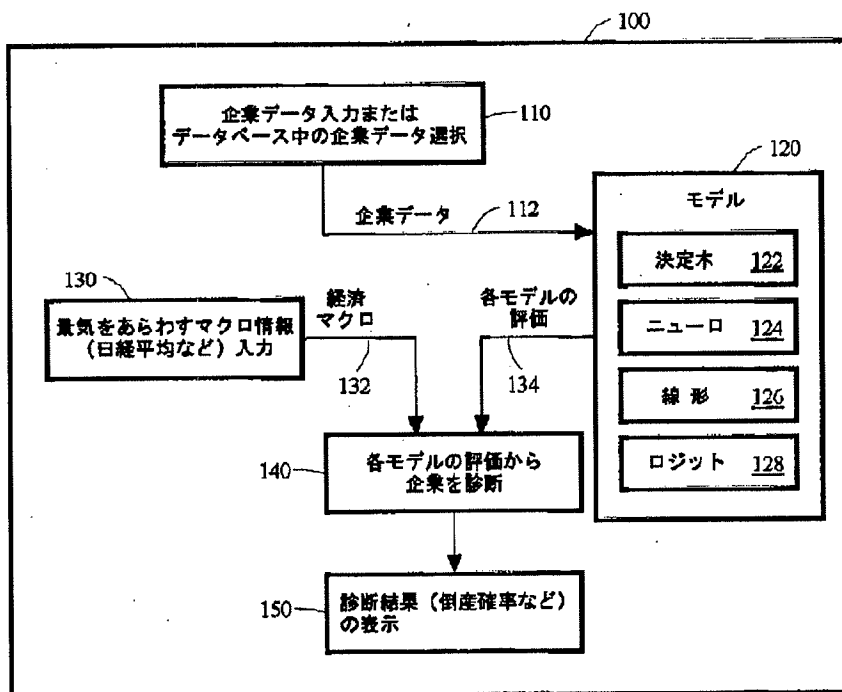 100
企業データ入力または
データベース中の企業データ選択
110
120
企業データ
112
モデル
決定木 122
130
経済
マクロ
各モデルの
評価
景気をあらわすマクロ情報
(日経平均など)入力
132
134
ニューロ 124
線形 126
140
各モデルの評価から
企業を診断
ロジット 128
150
診断結果(倒産確率など)
の表示